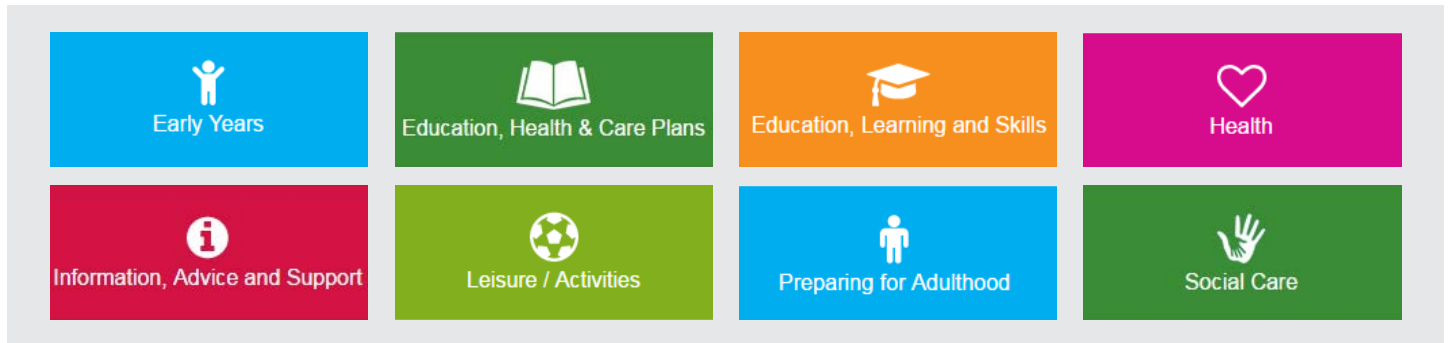 Early Years
Education, Health & Care Plans
Education, Learning and Skills
Health
Information, Advice and Support
Leisure / Activities
Preparing for Adulthood
Social Care